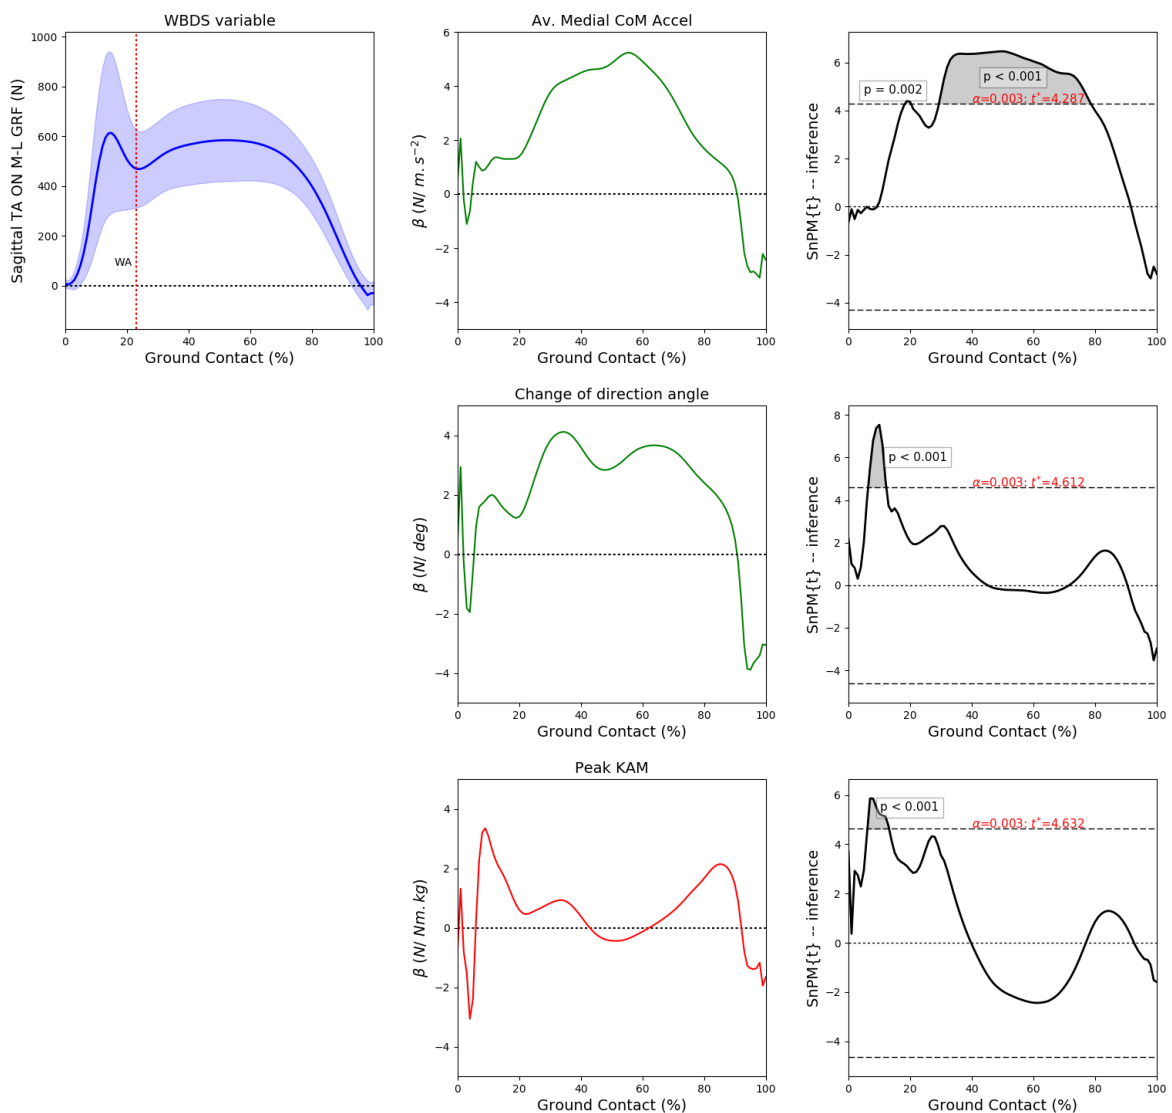 WBDS variable
Sagittal TA ON M-L GRF (N)
1000
800
600
400
200
0
WA
0 20 40 60 80 100
Ground Contact (%)
Av. Medial CoM Accel
β (N/ m. s⁻²)
6
4
2
0
−2
−4
0 20 40 60 80 100
Ground Contact (%)
SnPM{t} -- inference
6
4
2
0
−2
−4
p = 0.002
p < 0.001
α=0.003: t*=4.287
0 20 40 60 80 100
Ground Contact (%)
Change of direction angle
β (N/ deg)
4
2
0
−2
−4
0 20 40 60 80 100
Ground Contact (%)
SnPM{t} -- inference
8
6
4
2
0
−2
−4
p < 0.001
α=0.003: t*=4.612
0 20 40 60 80 100
Ground Contact (%)
Peak KAM
β (N/ Nm. kg)
4
2
0
−2
−4
0 20 40 60 80 100
Ground Contact (%)
SnPM{t} -- inference
6
4
2
0
−2
−4
p < 0.001
α=0.003: t*=4.632
0 20 40 60 80 100
Ground Contact (%)